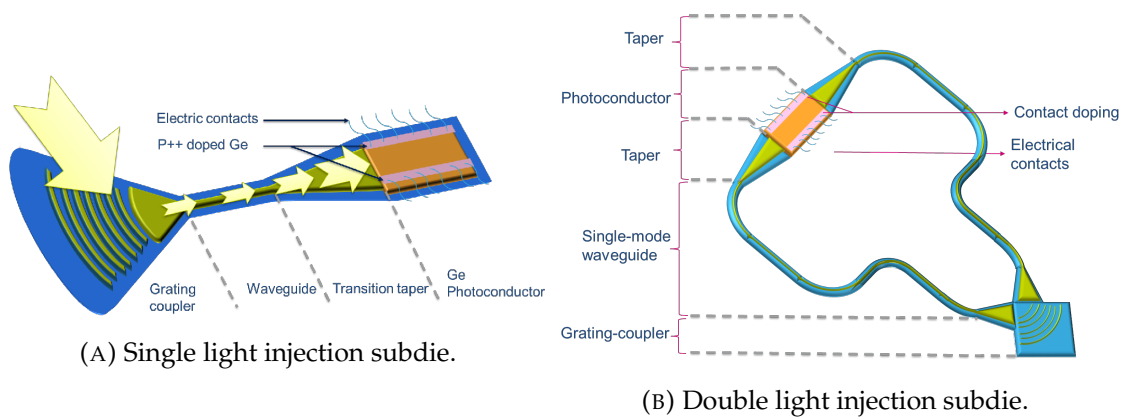 Electric contacts
P++ doped Ge
Grating
coupler
Waveguide
Transition taper
Ge
Photoconductor
(A) Single light injection subdie.
Taper
Photoconductor
Taper
Single-mode
waveguide
Grating-coupler
Contact doping
Electrical
contacts
(B) Double light injection subdie.